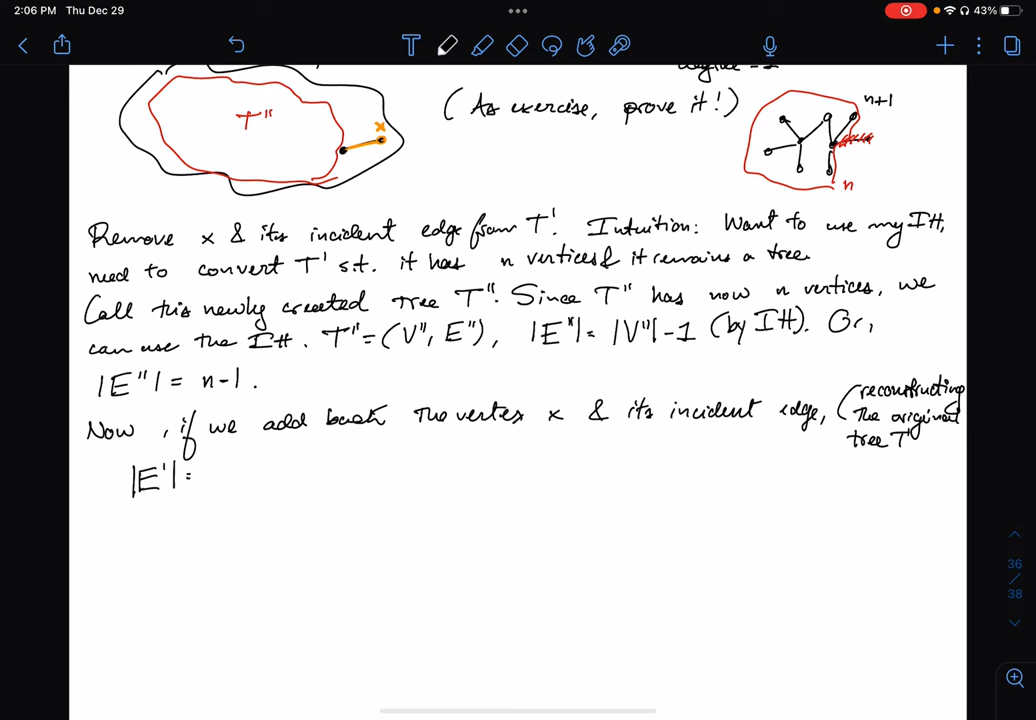 2:06 PM Thu Dec 29
43%
T"
x
(As exercise, prove it!)
n+1
n
Remove x & its incident edge from T'. Intuition: Want to use my IH,
need to convert T' s.t. it has n vertices & it remains a tree.
Call this newly created tree T". Since T" has now n vertices, we
can use the IH. T"=(V", E"), |E"|= |V"|-1 (by IH). Or,
|E"| = n-1.
Now, if we add back the vertex x & its incident edge, (reconstructing
the original
tree T'
|E'| =
36
/
38